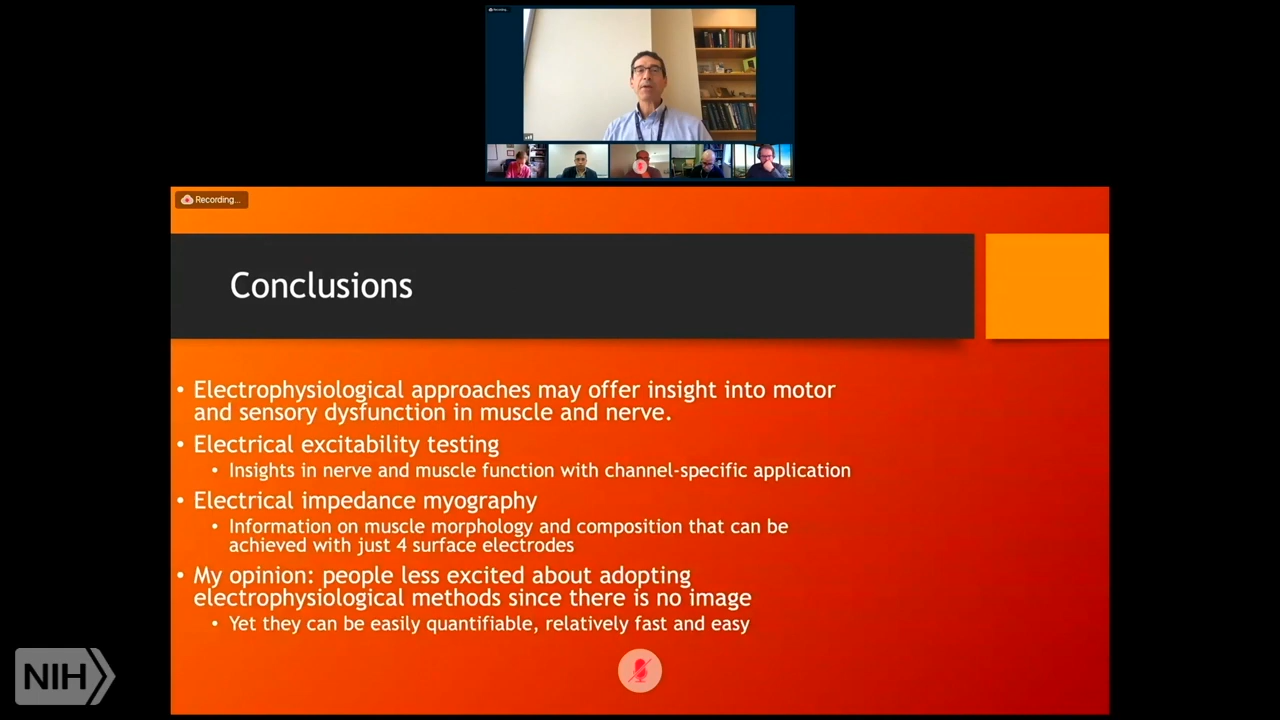 Recording...
Conclusions
• Electrophysiological approaches may offer insight into motor
and sensory dysfunction in muscle and nerve.
• Electrical excitability testing
• Insights in nerve and muscle function with channel-specific application
• Electrical impedance myography
• Information on muscle morphology and composition that can be
achieved with just 4 surface electrodes
• My opinion: people less excited about adopting
electrophysiological methods since there is no image
• Yet they can be easily quantifiable, relatively fast and easy
NIH